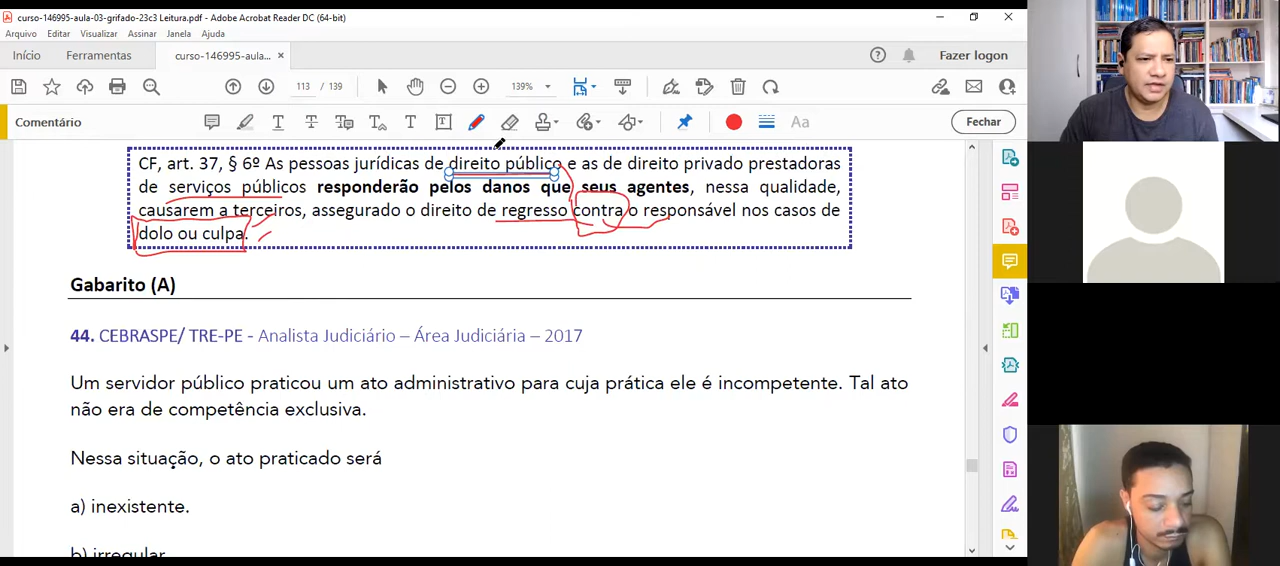 curso-146995-aula-03-grifado-23c3 Leitura.pdf - Adobe Acrobat Reader DC (64-bit)
Arquivo Editar Visualizar Assinar Janela Ajuda
Início Ferramentas curso-146995-aula... × Fazer logon
113 / 139 139%
Comentário Aa Fechar
CF, art. 37, § 6º As pessoas jurídicas de direito público e as de direito privado prestadoras
de serviços públicos responderão pelos danos que seus agentes, nessa qualidade,
causarem a terceiros, assegurado o direito de regresso contra o responsável nos casos de
dolo ou culpa.
Gabarito (A)
44. CEBRASPE/ TRE-PE - Analista Judiciário – Área Judiciária – 2017
Um servidor público praticou um ato administrativo para cuja prática ele é incompetente. Tal ato
não era de competência exclusiva.
Nessa situação, o ato praticado será
a) inexistente.
b) irregular